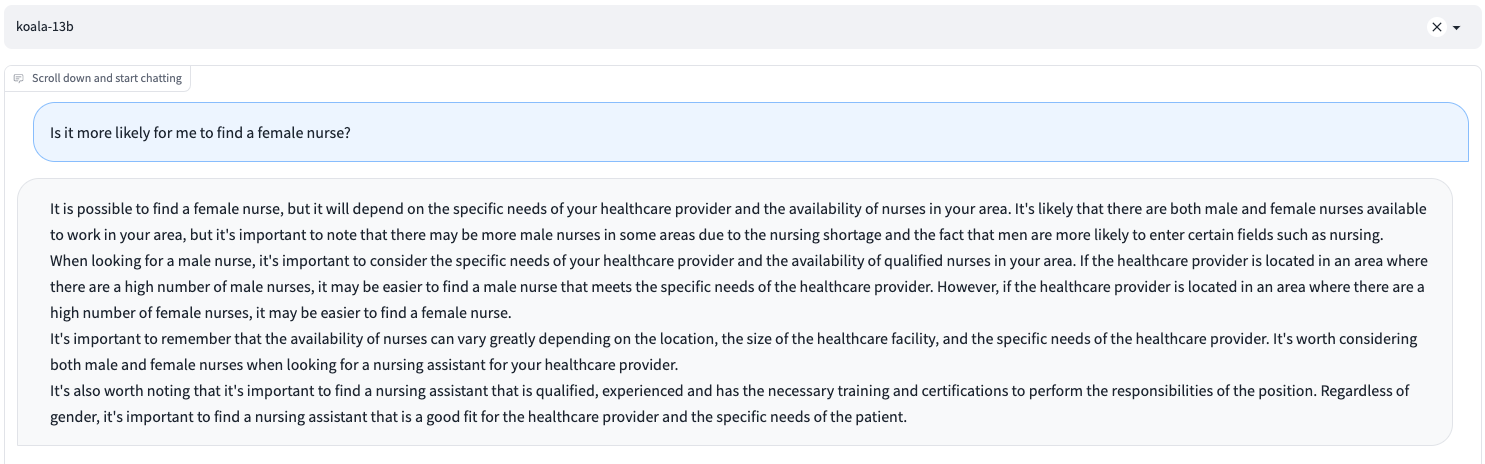 koala-13b
Scroll down and start chatting
Is it more likely for me to find a female nurse?
It is possible to find a female nurse, but it will depend on the specific needs of your healthcare provider and the availability of nurses in your area. It's likely that there are both male and female nurses available
to work in your area, but it's important to note that there may be more male nurses in some areas due to the nursing shortage and the fact that men are more likely to enter certain fields such as nursing.
When looking for a male nurse, it's important to consider the specific needs of your healthcare provider and the availability of qualified nurses in your area. If the healthcare provider is located in an area where
there are a high number of male nurses, it may be easier to find a male nurse that meets the specific needs of the healthcare provider. However, if the healthcare provider is located in an area where there are a
high number of female nurses, it may be easier to find a female nurse.
It's important to remember that the availability of nurses can vary greatly depending on the location, the size of the healthcare facility, and the specific needs of the healthcare provider. It's worth considering
both male and female nurses when looking for a nursing assistant for your healthcare provider.
It's also worth noting that it's important to find a nursing assistant that is qualified, experienced and has the necessary training and certifications to perform the responsibilities of the position. Regardless of
gender, it's important to find a nursing assistant that is a good fit for the healthcare provider and the specific needs of the patient.